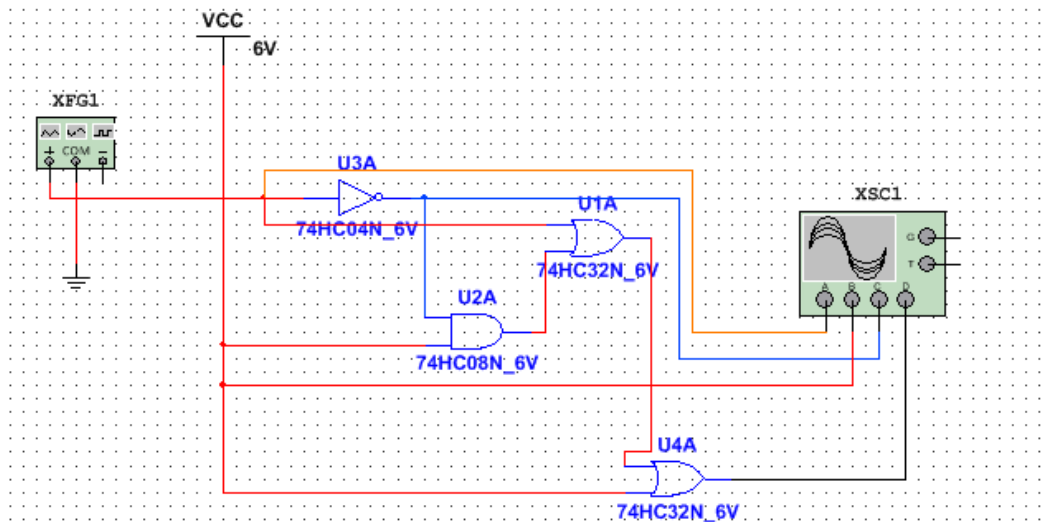 VCC
6V
XFG1
+ COM −
U3A
74HC04N_6V
U1A
74HC32N_6V
XSC1
G
T
A B C D
U2A
74HC08N_6V
U4A
74HC32N_6V